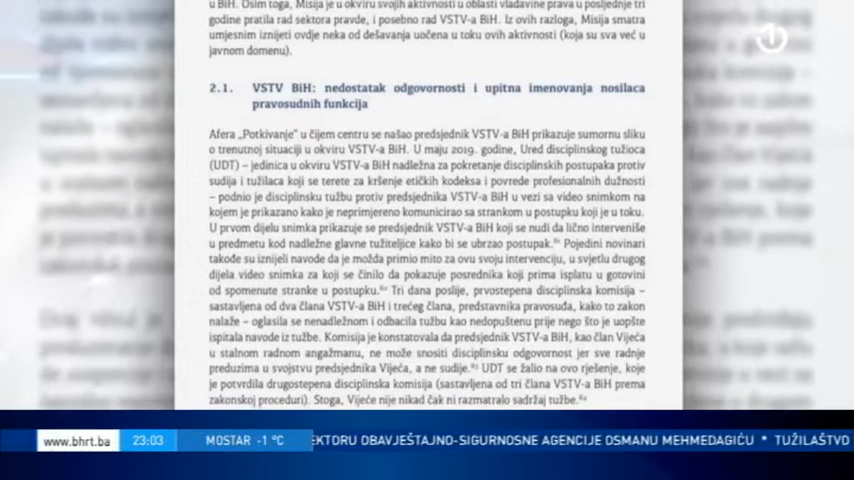 u BiH. Osim toga, Misija je u okviru svojih aktivnosti u oblasti vladavine prava u posljednje tri
godine pratila rad sektora pravde, i posebno rad VSTV-a BiH. Iz ovih razloga, Misija smatra
umjesnim iznijeti ovdje neka od dešavanja uočena u toku ovih aktivnosti (koja su sva već u
javnom domenu).
2.1. VSTV BiH: nedostatak odgovornosti i upitna imenovanja nosilaca
pravosudnih funkcija
Afera „Potkivanje" u čijem centru se našao predsjednik VSTV-a BiH prikazuje sumornu sliku
o trenutnoj situaciji u okviru VSTV-a BiH. U maju 2019. godine, Ured disciplinskog tužioca
(UDT) – jedinica u okviru VSTV-a BiH nadležna za pokretanje disciplinskih postupaka protiv
sudija i tužilaca koji se terete za kršenje etičkih kodeksa i povrede profesionalnih dužnosti
– podnio je disciplinsku tužbu protiv predsjednika VSTV-a BiH u vezi sa video snimkom na
kojem je prikazano kako je neprimjereno komunicirao sa strankom u postupku koji je u toku.
U prvom dijelu snimka prikazuje se predsjednik VSTV-a BiH koji se nudi da lično interveniše
u predmetu kod nadležne glavne tužiteljice kako bi se ubrzao postupak.⁶¹ Pojedini novinari
takođe su iznijeli navode da je možda primio mito za ovu svoju intervenciju, u svjetlu drugog
dijela video snimka za koji se činilo da pokazuje posrednika koji prima isplatu u gotovini
od spomenute stranke u postupku.⁶² Tri dana poslije, prvostepena disciplinska komisija –
sastavljena od dva člana VSTV-a BiH i trećeg člana, predstavnika pravosuđa, kako to zakon
nalaže – oglasila se nenadležnom i odbacila tužbu kao nedopuštenu prije nego što je uopšte
ispitala navode iz tužbe. Komisija je konstatovala da predsjednik VSTV-a BiH, kao član Vijeća
u stalnom radnom angažmanu, ne može snositi disciplinsku odgovornost jer sve radnje
preduzima u svojstvu predsjednika Vijeća, a ne sudije.⁶³ UDT se žalio na ovo rješenje, koje
je potvrdila drugostepena disciplinska komisija (sastavljena od tri člana VSTV-a BiH prema
zakonskoj proceduri). Stoga, Vijeće nije nikad čak ni razmatralo sadržaj tužbe.⁶⁴
www.bhrt.ba 23:03 MOSTAR -1 °C EKTORU OBAVJEŠTAJNO-SIGURNOSNE AGENCIJE OSMANU MEHMEDAGIĆU * TUŽILAŠTVO